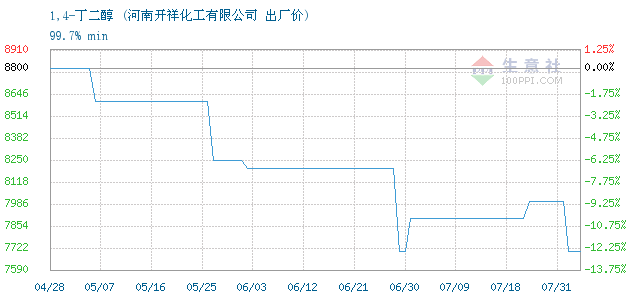 1,4-丁二醇 (河南开祥化工有限公司 出厂价)
99.7% min
8910 1.25%
8800 0.00%
8646 -1.75%
8514 -3.25%
8382 -4.75%
8250 -6.25%
8118 -7.75%
7986 -9.25%
7854 -10.75%
7722 -12.25%
7590 -13.75%
生意社
100PPI.COM
04/28 05/07 05/16 05/25 06/03 06/12 06/21 06/30 07/09 07/18 07/31